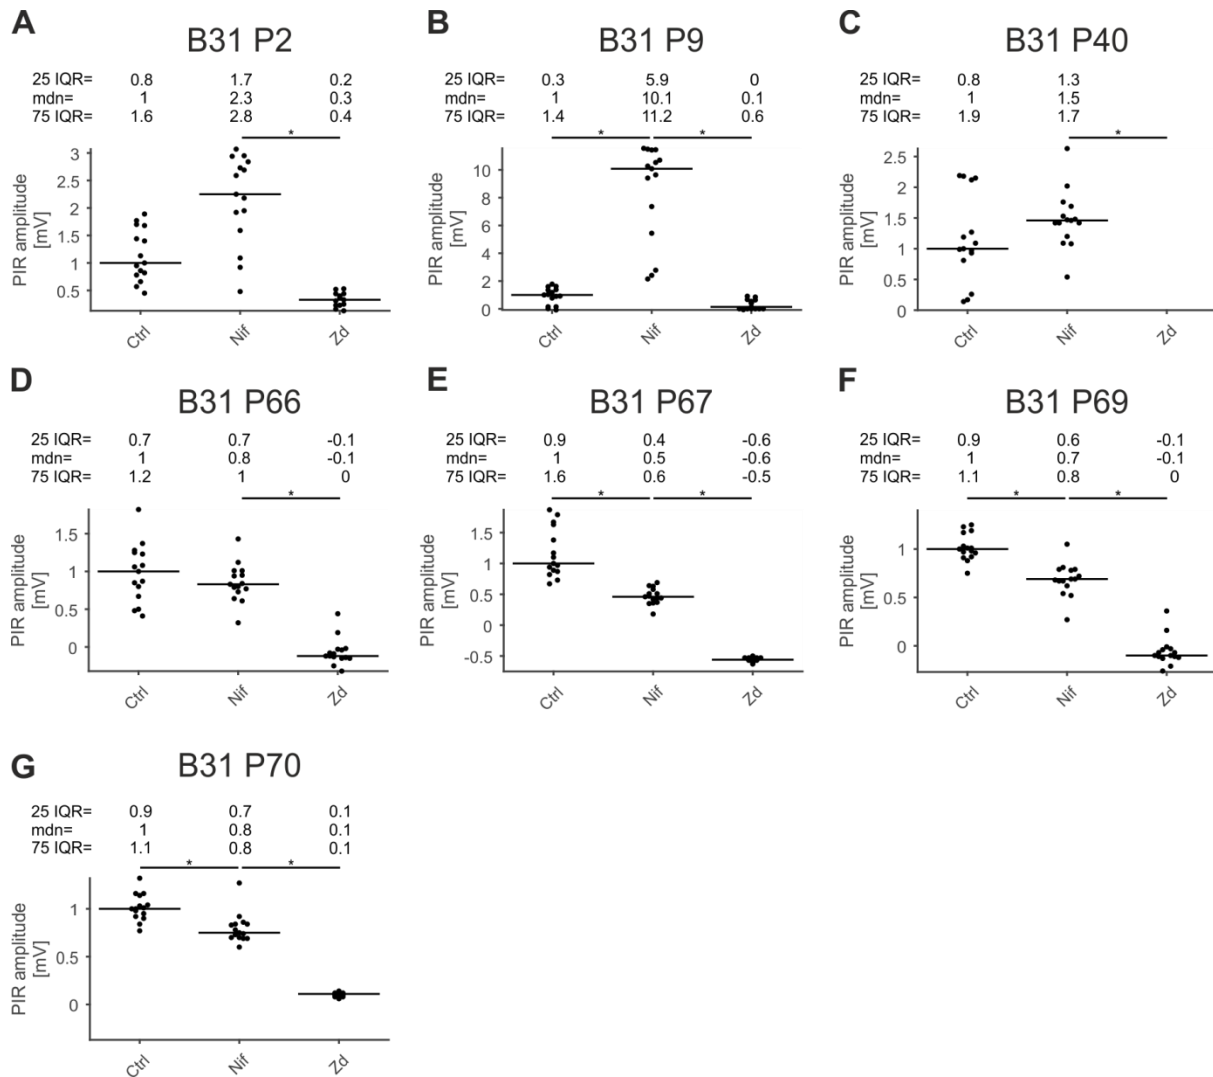 A
B31 P2
25 IQR= 0.8 1.7 0.2
mdn= 1 2.3 0.3
75 IQR= 1.6 2.8 0.4
*
PIR amplitude
[mV]
3
2.5
2
1.5
1
0.5
Ctrl Nif Zd
B
B31 P9
25 IQR= 0.3 5.9 0
mdn= 1 10.1 0.1
75 IQR= 1.4 11.2 0.6
* *
PIR amplitude
[mV]
10
8
6
4
2
0
Ctrl Nif Zd
C
B31 P40
25 IQR= 0.8 1.3
mdn= 1 1.5
75 IQR= 1.9 1.7
*
PIR amplitude
[mV]
2.5
2
1.5
1
0.5
0
Ctrl Nif Zd
D
B31 P66
25 IQR= 0.7 0.7 -0.1
mdn= 1 0.8 -0.1
75 IQR= 1.2 1 0
*
PIR amplitude
[mV]
1.5
1
0.5
0
Ctrl Nif Zd
E
B31 P67
25 IQR= 0.9 0.4 -0.6
mdn= 1 0.5 -0.6
75 IQR= 1.6 0.6 -0.5
* *
PIR amplitude
[mV]
1.5
1
0.5
0
-0.5
Ctrl Nif Zd
F
B31 P69
25 IQR= 0.9 0.6 -0.1
mdn= 1 0.7 -0.1
75 IQR= 1.1 0.8 0
* *
PIR amplitude
[mV]
1
0.5
0
Ctrl Nif Zd
G
B31 P70
25 IQR= 0.9 0.7 0.1
mdn= 1 0.8 0.1
75 IQR= 1.1 0.8 0.1
* *
PIR amplitude
[mV]
1
0.5
0
Ctrl Nif Zd